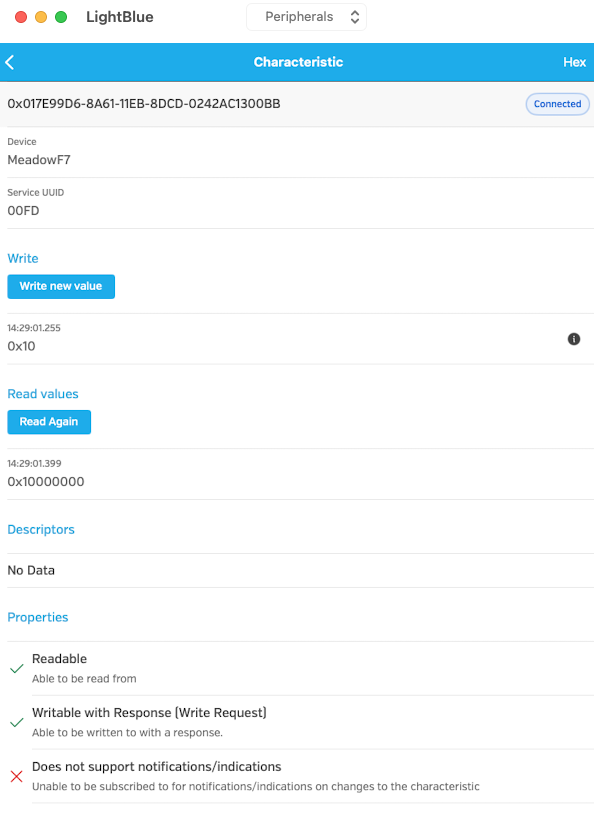 LightBlue
Peripherals
Characteristic
Hex
0x017E99D6-8A61-11EB-8DCD-0242AC1300BB
Connected
Device
MeadowF7
Service UUID
00FD
Write
Write new value
14:29:01.255
0x10
Read values
Read Again
14:29:01.399
0x10000000
Descriptors
No Data
Properties
Readable
Able to be read from
Writable with Response (Write Request)
Able to be written to with a response.
Does not support notifications/indications
Unable to be subscribed to for notifications/indications on changes to the characteristic